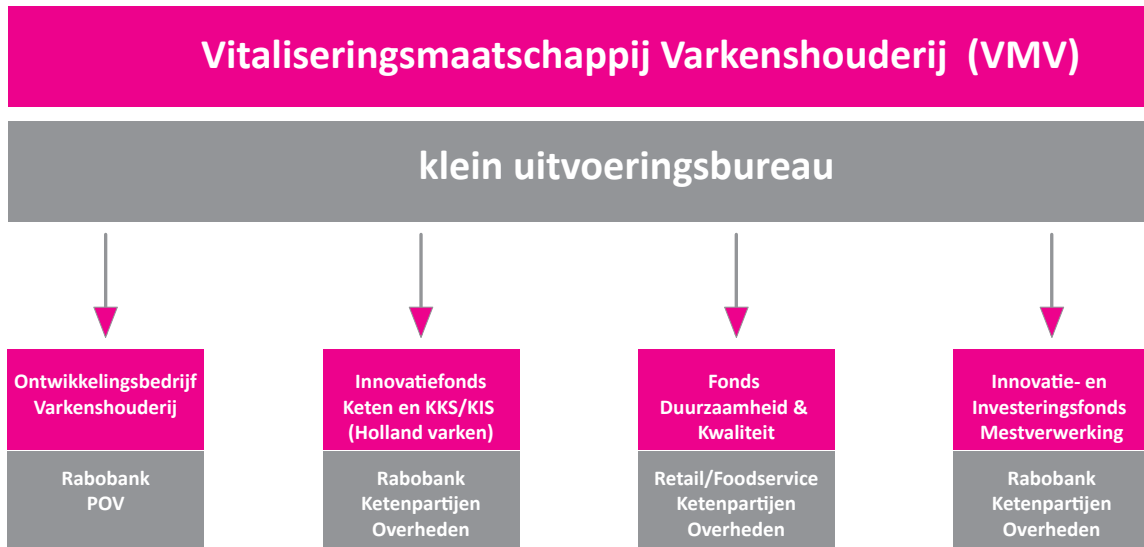 Vitaliseringsmaatschappij Varkenshouderij (VMV)
klein uitvoeringsbureau
Ontwikkelingsbedrijf
Varkenshouderij
Rabobank
POV
Innovatiefonds
Keten en KKS/KIS
(Holland varken)
Rabobank
Ketenpartijen
Overheden
Fonds
Duurzaamheid &
Kwaliteit
Retail/Foodservice
Ketenpartijen
Overheden
Innovatie- en
Investeringsfonds
Mestverwerking
Rabobank
Ketenpartijen
Overheden